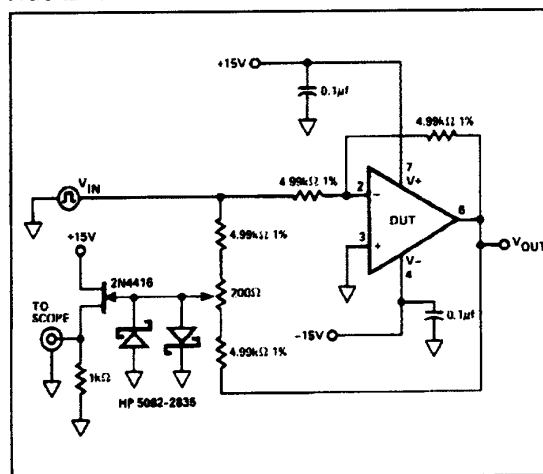 +15V
0.1µf
4.99kΩ 1%
7
V+
V_IN
4.99kΩ 1%
2
−
DUT
6
+15V
4.99kΩ 1%
3
+
V−
4
V_OUT
2N4416
TO
SCOPE
200Ω
−15V
0.1µf
1kΩ
4.99kΩ 1%
HP 5082-2835